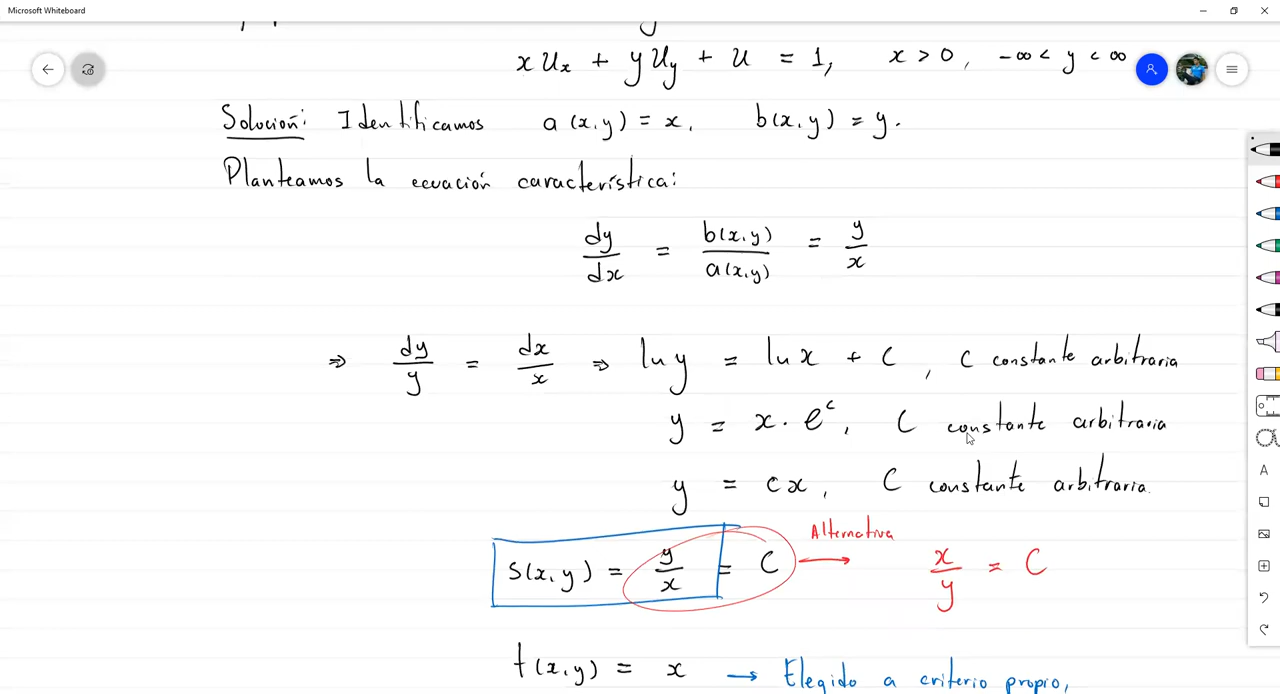 Microsoft Whiteboard
x Ux + y Uy + u = 1, x > 0, -∞ < y < ∞
Solución: Identificamos a(x,y) = x, b(x,y) = y.
Planteamos la ecuación característica:
dy/dx = b(x,y)/a(x,y) = y/x
⇒ dy/y = dx/x ⇒ ln y = ln x + C, C constante arbitraria
y = x · e^c, C constante arbitraria
y = cx, C constante arbitraria.
Alternativa
s(x,y) = y/x = C → x/y = C
t(x,y) = x → Elegido a criterio propio,
A